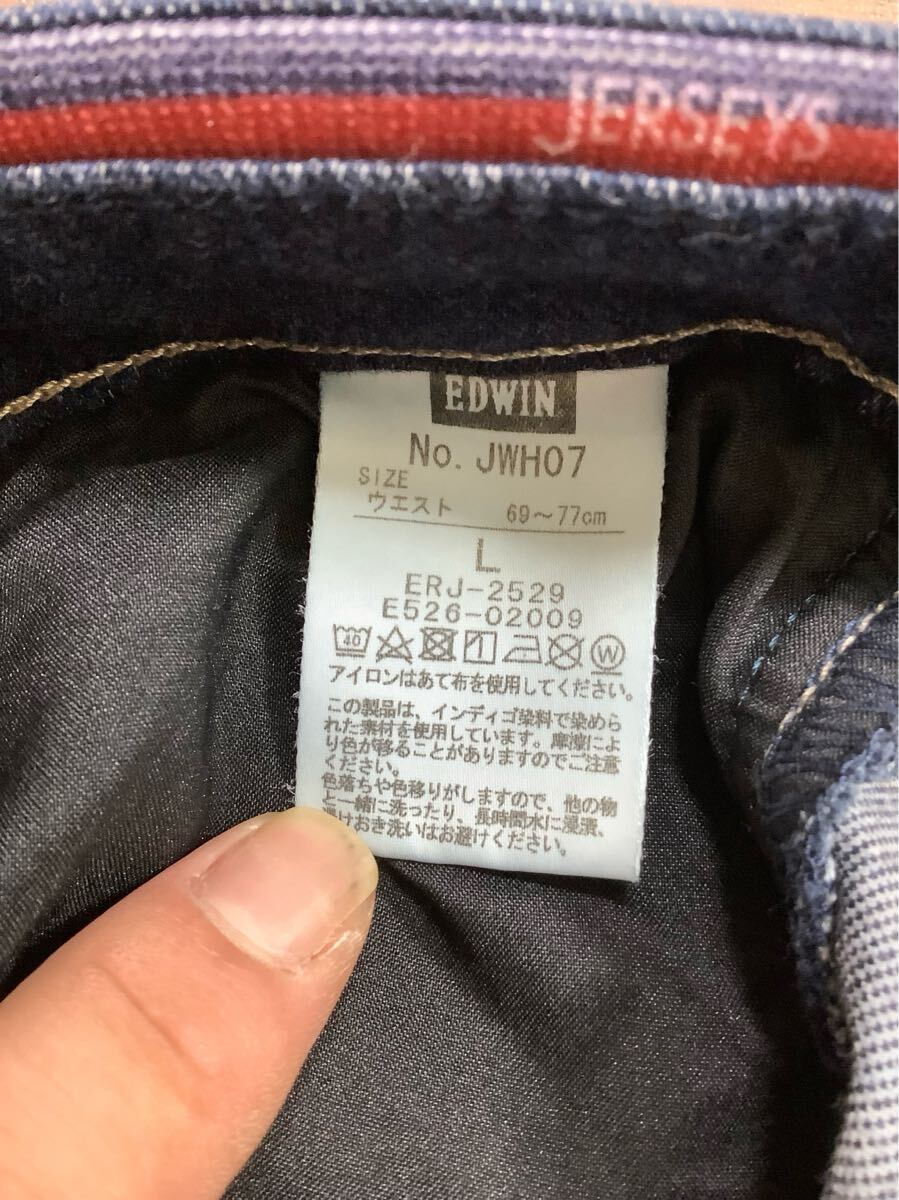 JERSEYS
EDWIN
No. JWH07
SIZE
ウエスト 69～77cm
L
ERJ-2529
E526-02009
40 W
アイロンはあて布を使用してください。
この製品は、インディゴ染料で染めら
れた素材を使用しています。摩擦によ
り色が移ることがありますのでご注意
ください。
色落ちや色移りがしますので、他の物
と一緒に洗ったり、長時間水に浸漬、
けおき洗いはお避けください。